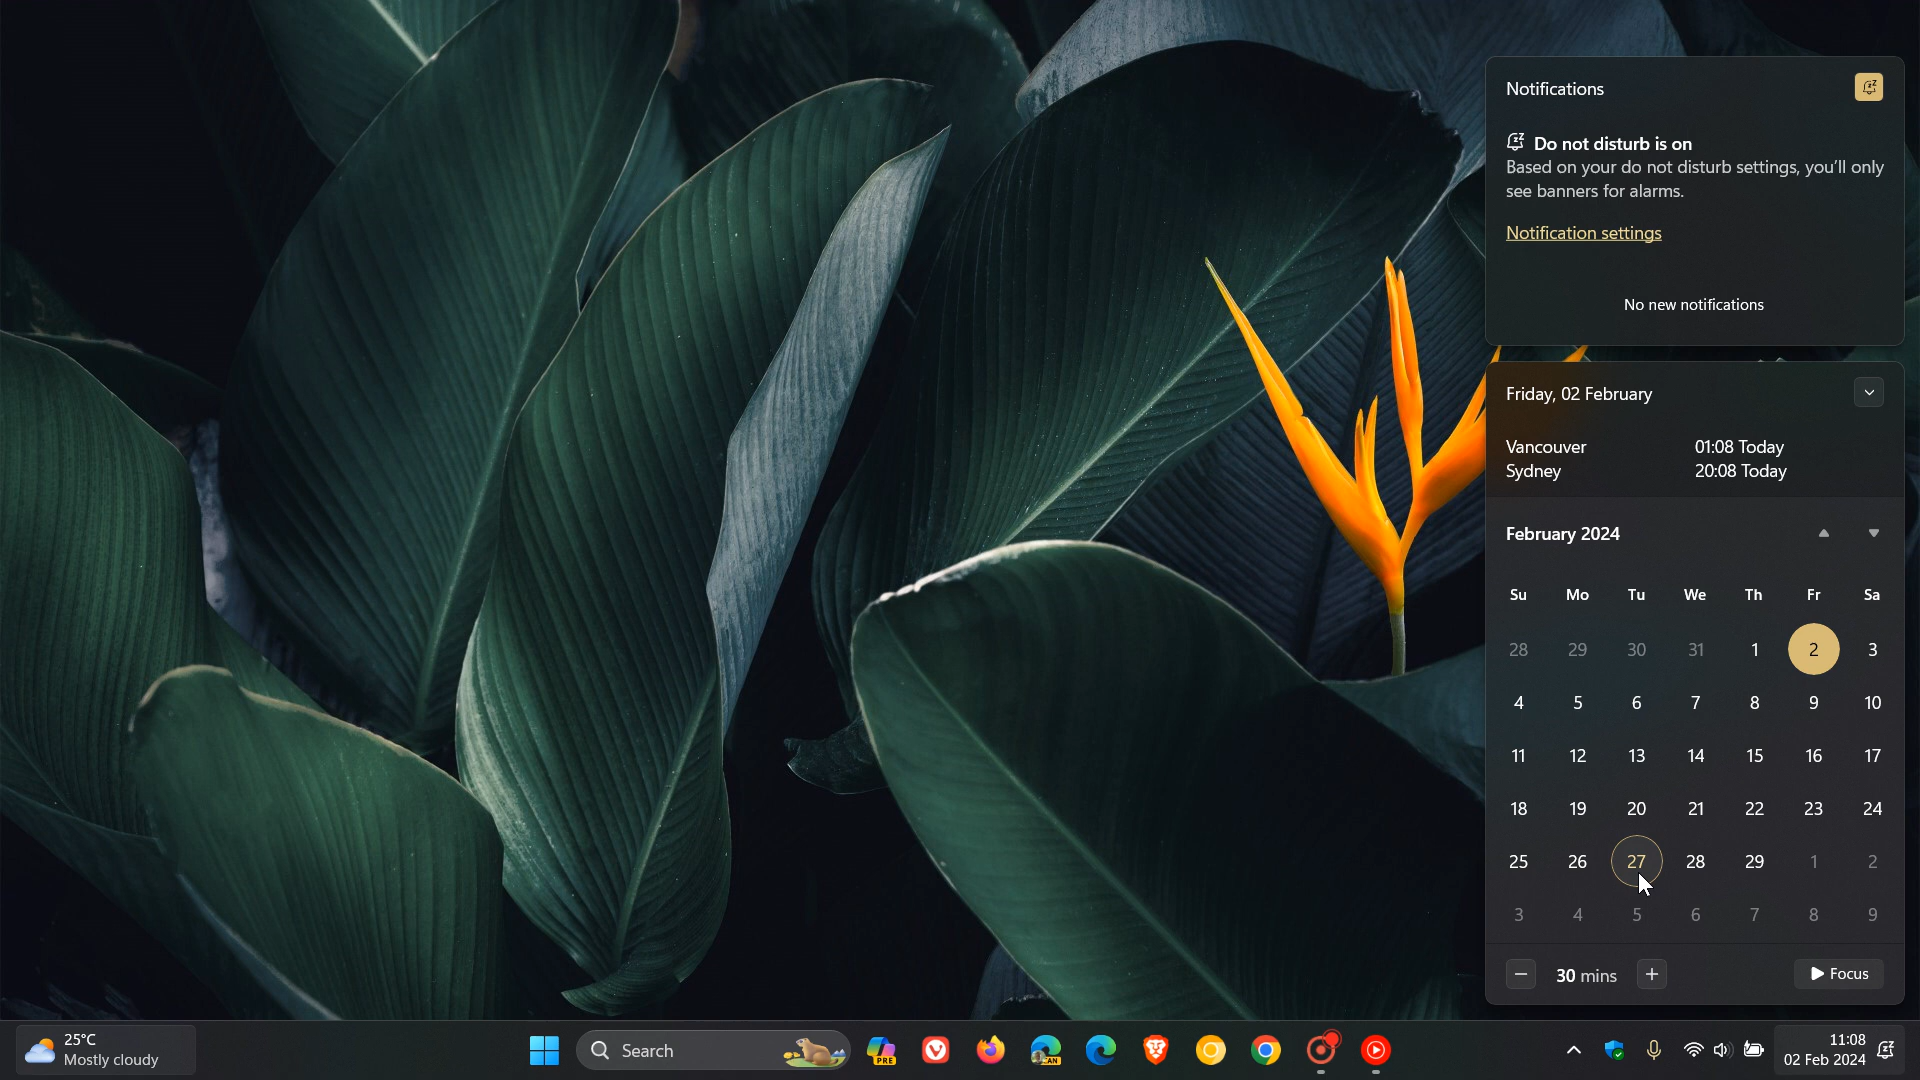 Notifications
Do not disturb is on
Based on your do not disturb settings, you’ll only
see banners for alarms.
Notification settings
No new notifications
Friday, 02 February
Vancouver 01:08 Today
Sydney 20:08 Today
February 2024
Su Mo Tu We Th Fr Sa
28 29 30 31 1 2 3
4 5 6 7 8 9 10
11 12 13 14 15 16 17
18 19 20 21 22 23 24
25 26 27 28 29 1 2
3 4 5 6 7 8 9
30 mins Focus
25°C
Mostly cloudy
Search
PRE
CAN
11:08
02 Feb 2024